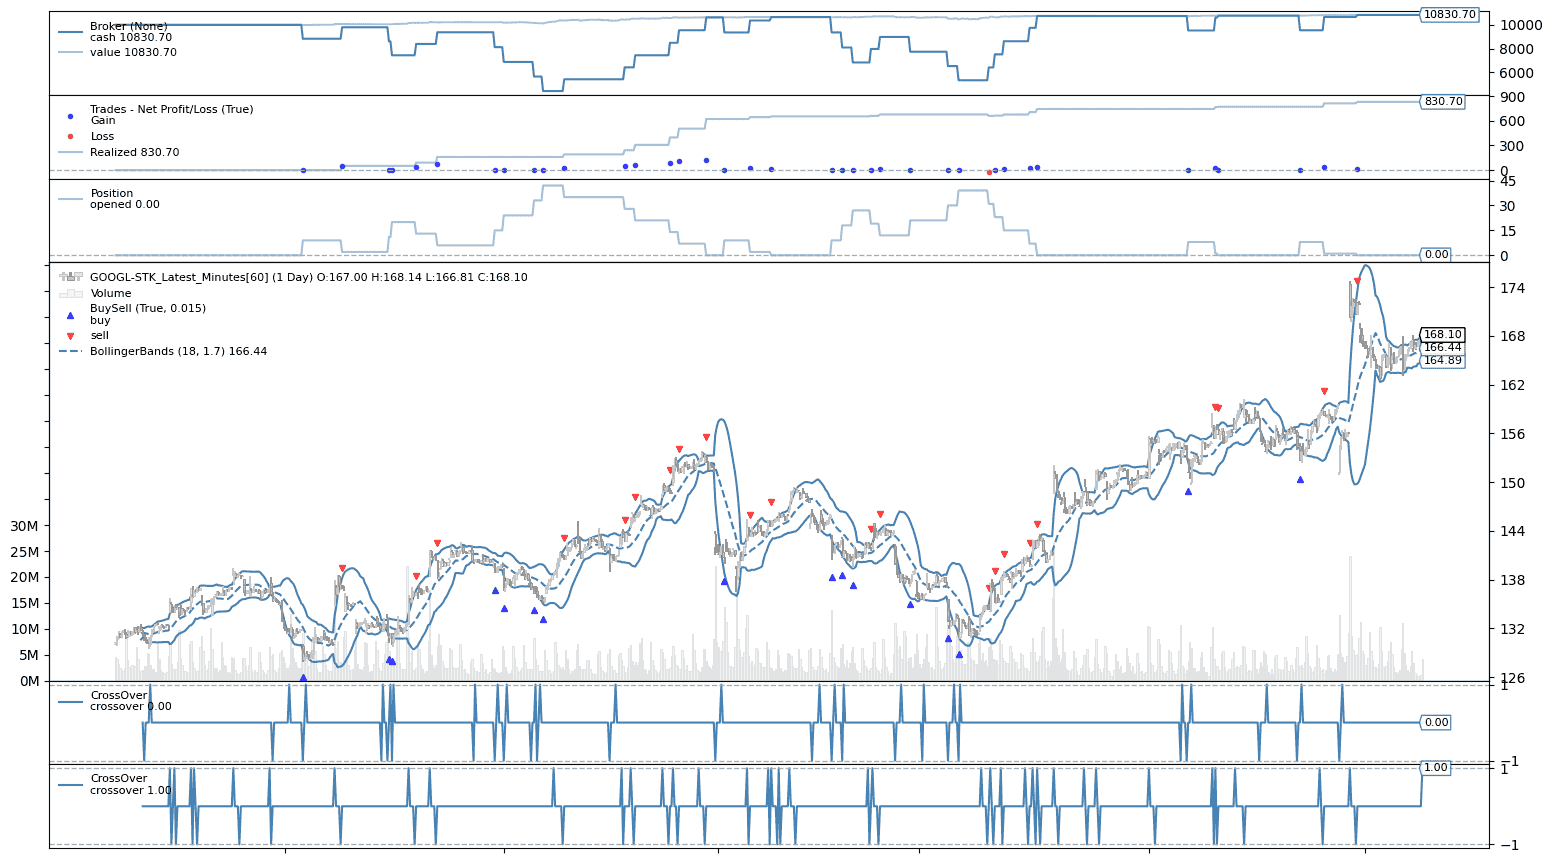 Broker (None)
cash 10830.70
value 10830.70
10830.70
10000
8000
6000
Trades - Net Profit/Loss (True)
Gain
Loss
Realized 830.70
830.70
900
600
300
0
Position
opened 0.00
45
30
15
0
0.00
GOOGL-STK_Latest_Minutes[60] (1 Day) O:167.00 H:168.14 L:166.81 C:168.10
Volume
BuySell (True, 0.015)
buy
sell
BollingerBands (18, 1.7) 166.44
174
168
162
156
150
144
138
132
126
168.10
166.44
164.89
30M
25M
20M
15M
10M
5M
0M
CrossOver
crossover 0.00
1
0.00
−1
CrossOver
crossover 1.00
1
1.00
−1